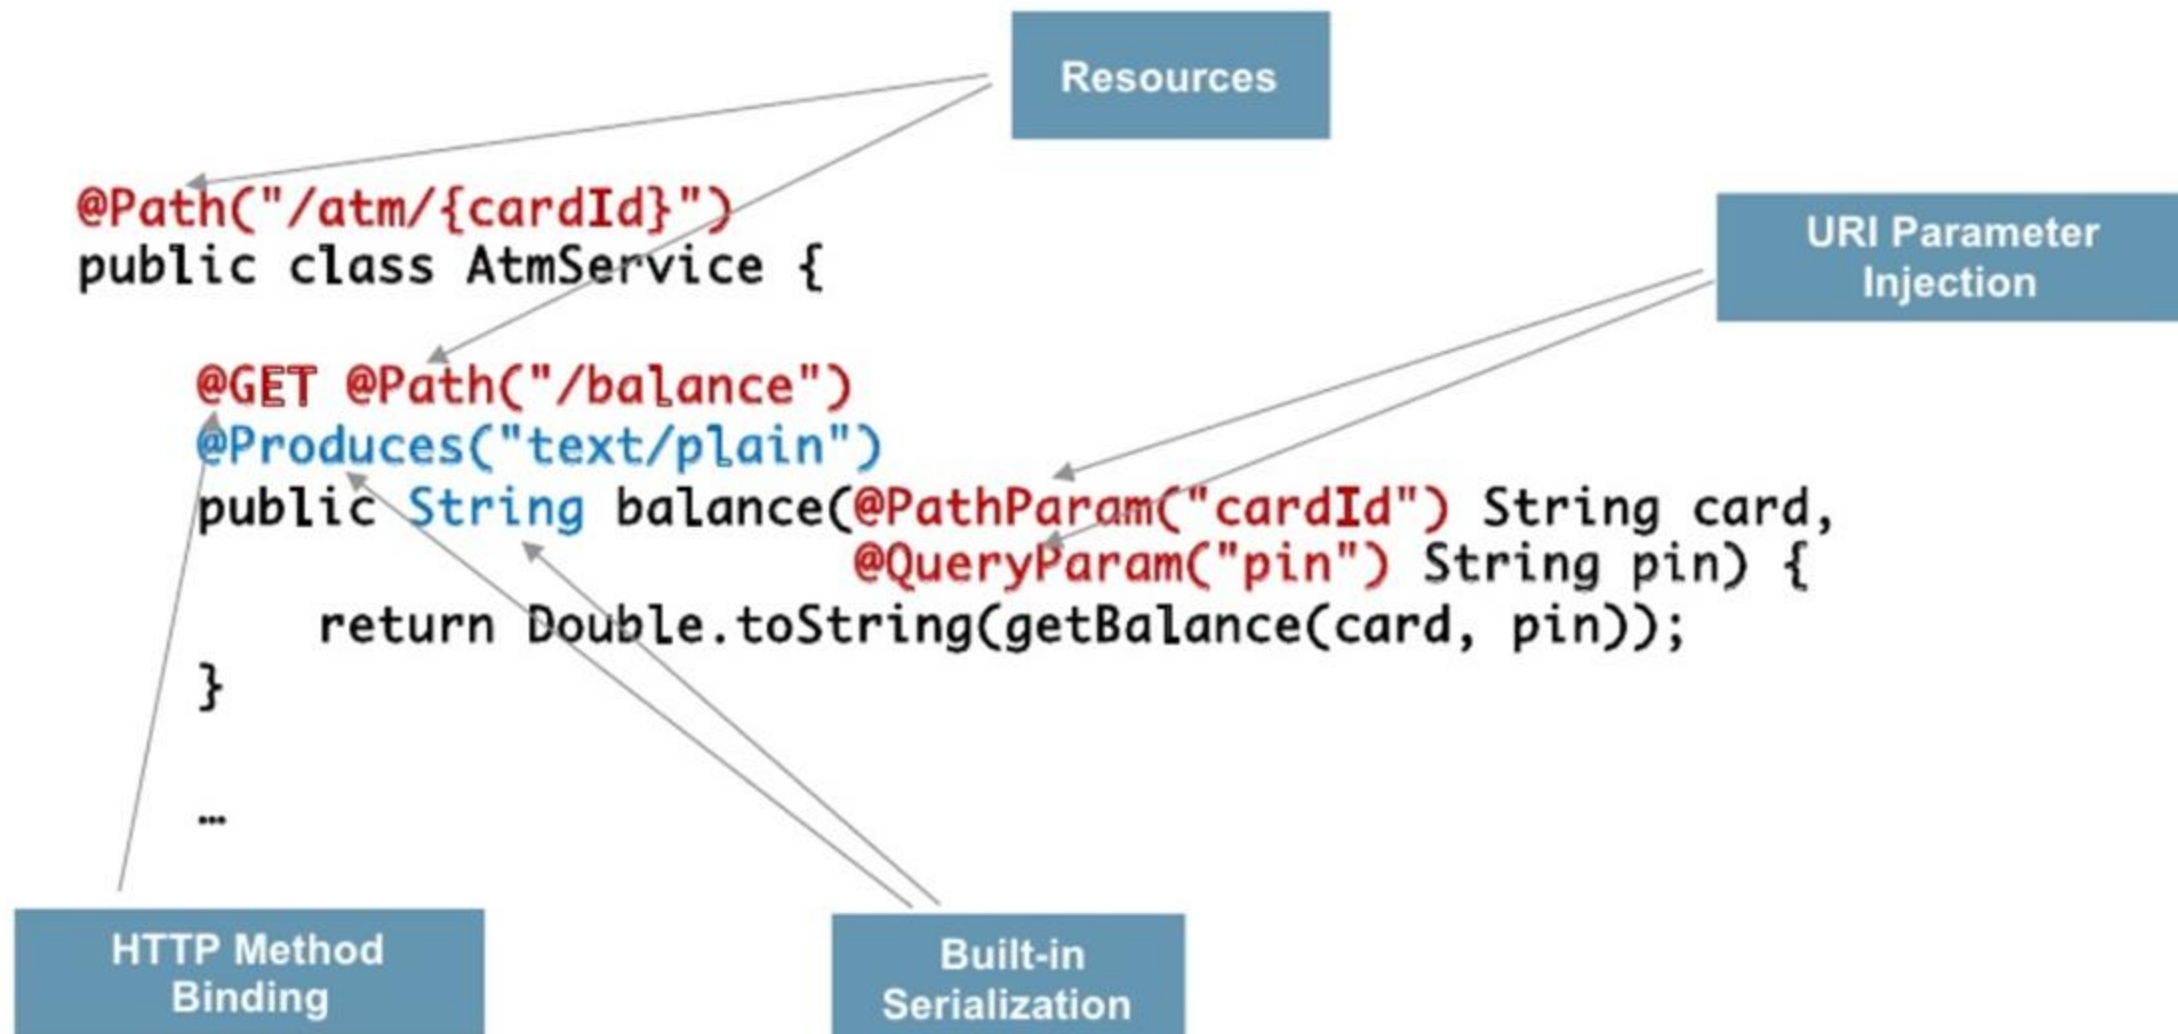 Resources
@Path("/atm/{cardId}")
public class AtmService {
URI Parameter
Injection
@GET @Path("/balance")
@Produces("text/plain")
public String balance(@PathParam("cardId") String card,
@QueryParam("pin") String pin) {
return Double.toString(getBalance(card, pin));
}
…
HTTP Method
Binding
Built-in
Serialization